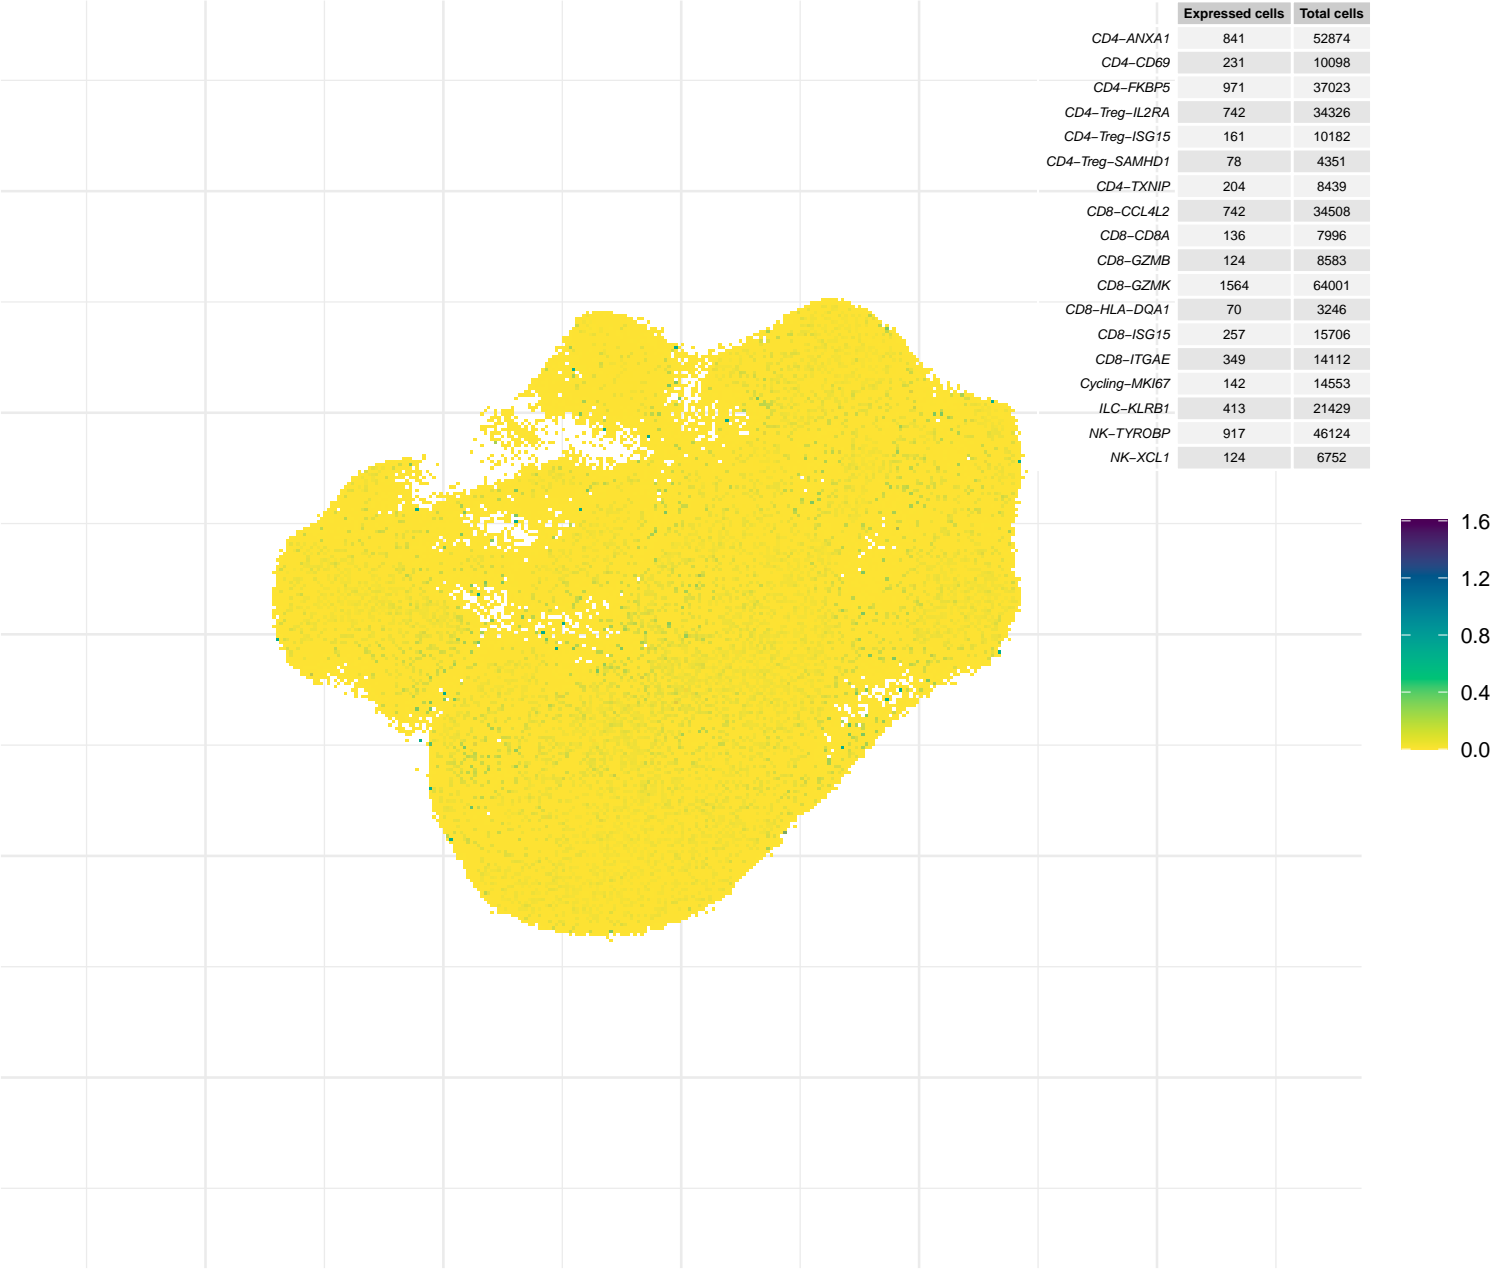 Expressed cells Total cells
CD4−ANXA1 841 52874
CD4−CD69 231 10098
CD4−FKBP5 971 37023
CD4−Treg−IL2RA 742 34326
CD4−Treg−ISG15 161 10182
CD4−Treg−SAMHD1 78 4351
CD4−TXNIP 204 8439
CD8−CCL4L2 742 34508
CD8−CD8A 136 7996
CD8−GZMB 124 8583
CD8−GZMK 1564 64001
CD8−HLA−DQA1 70 3246
CD8−ISG15 257 15706
CD8−ITGAE 349 14112
Cycling−MKI67 142 14553
ILC−KLRB1 413 21429
NK−TYROBP 917 46124
NK−XCL1 124 6752
1.6
1.2
0.8
0.4
0.0